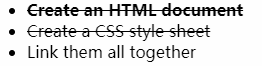 Create an HTML document
Create a CSS style sheet
Link them all together